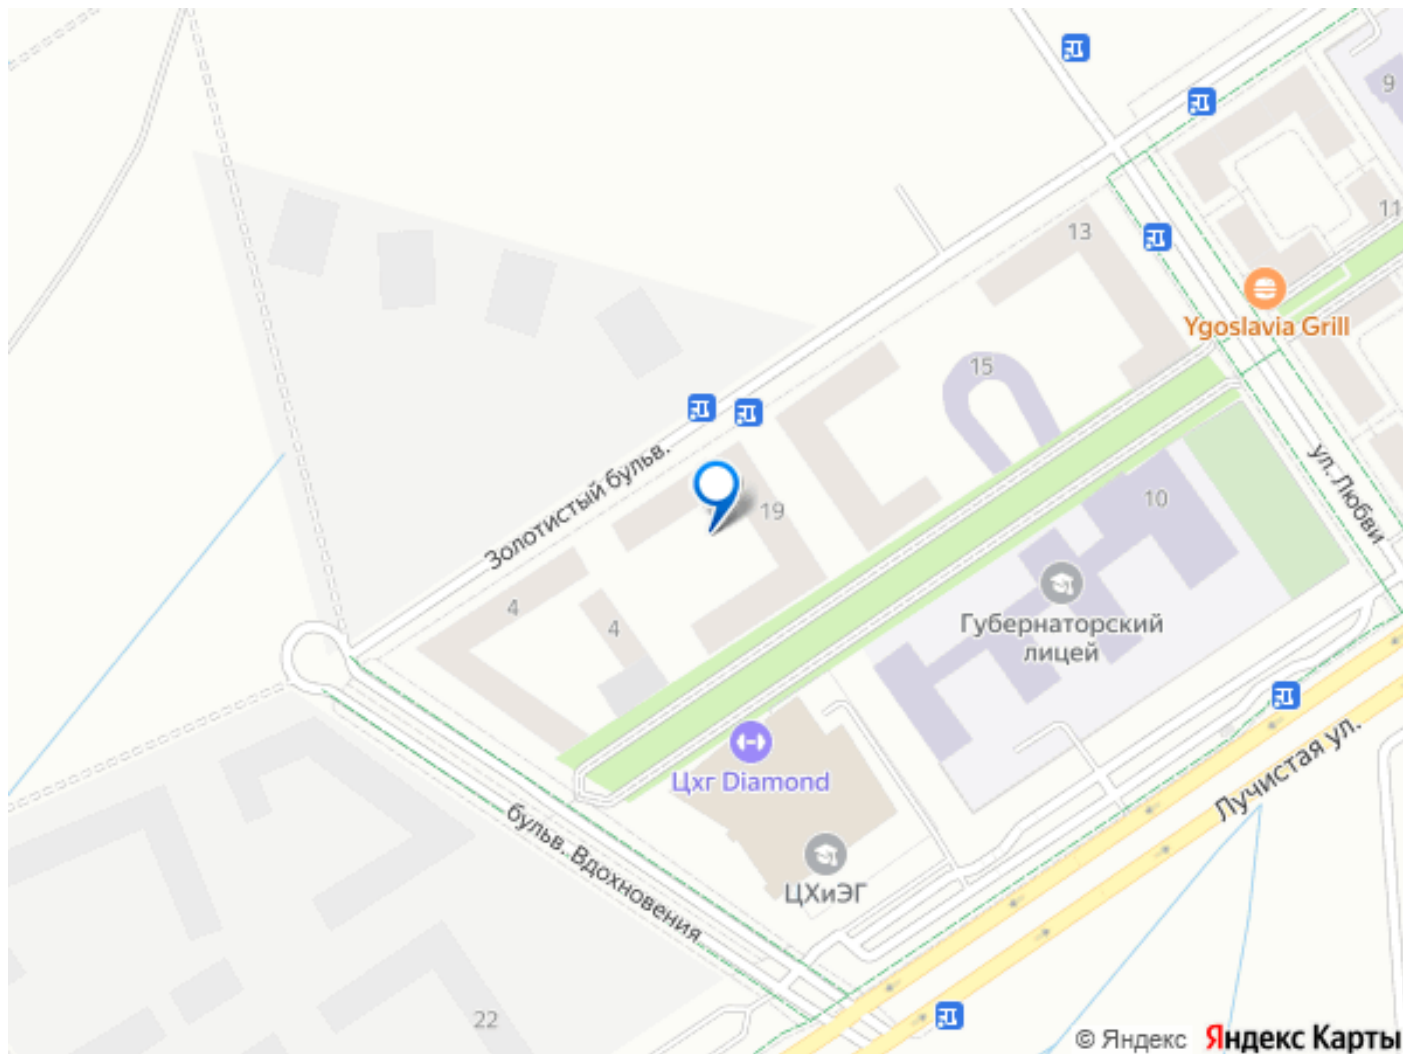 9
11
13
Ygoslavia Grill
15
ул. Любви
Золотистый бульв.
19
10
4
4
Губернаторский
лицей
Цхг Diamond
Лучистая ул.
бульв. Вдохновения
ЦХиЭГ
22
© Яндекс Яндекс Карты